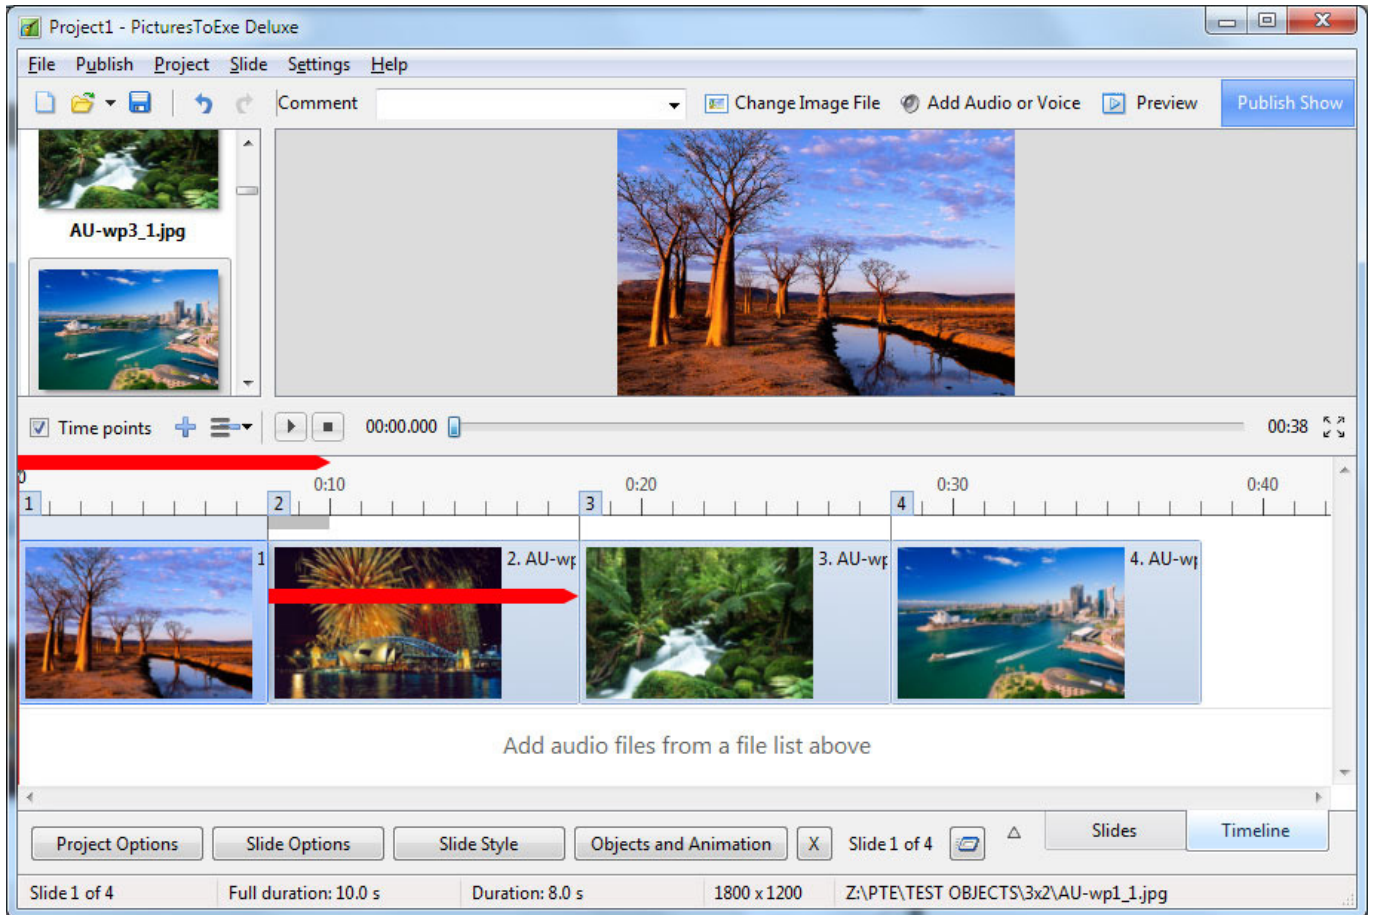 Project1 - PicturesToExe Deluxe
File Publish Project Slide Settings Help
Comment Change Image File Add Audio or Voice Preview Publish Show
AU-wp3_1.jpg
Time points 00:00.000 00:38
0 0:10 0:20 0:30 0:40
1 2 3 4
1 2. AU-wp 3. AU-wp 4. AU-wp
Add audio files from a file list above
Project Options Slide Options Slide Style Objects and Animation X Slide 1 of 4 Slides Timeline
Slide 1 of 4 Full duration: 10.0 s Duration: 8.0 s 1800 x 1200 Z:\PTE\TEST OBJECTS\3x2\AU-wp1_1.jpg